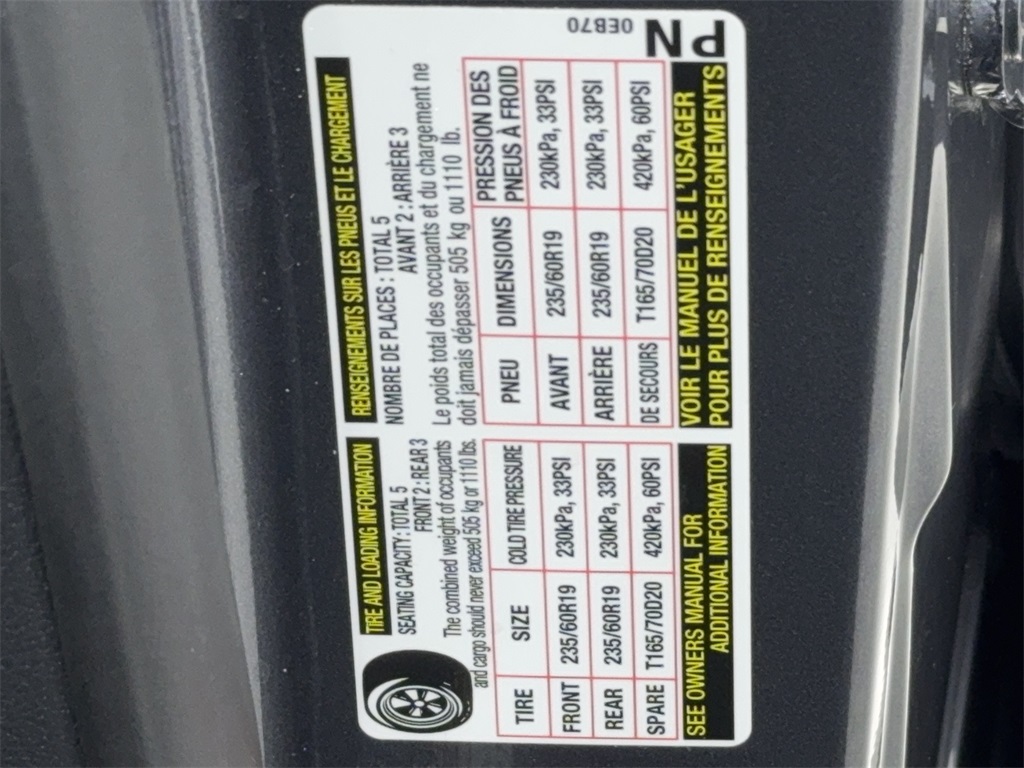 TIRE AND LOADING INFORMATION
SEATING CAPACITY: TOTAL 5
FRONT 2 : REAR 3
The combined weight of occupants
and cargo should never exceed 505 kg or 1110 lbs.
TIRE SIZE COLD TIRE PRESSURE
FRONT 235/60R19 230kPa, 33PSI
REAR 235/60R19 230kPa, 33PSI
SPARE T165/70D20 420kPa, 60PSI
SEE OWNERS MANUAL FOR
ADDITIONAL INFORMATION
RENSEIGNEMENTS SUR LES PNEUS ET LE CHARGEMENT
NOMBRE DE PLACES : TOTAL 5
AVANT 2 : ARRIÈRE 3
Le poids total des occupants et du chargement ne
doit jamais dépasser 505 kg ou 1110 lb.
PNEU DIMENSIONS PRESSION DES
PNEUS À FROID
AVANT 235/60R19 230kPa, 33PSI
ARRIÈRE 235/60R19 230kPa, 33PSI
DE SECOURS T165/70D20 420kPa, 60PSI
VOIR LE MANUEL DE L'USAGER
POUR PLUS DE RENSEIGNEMENTS
0EB70
PN